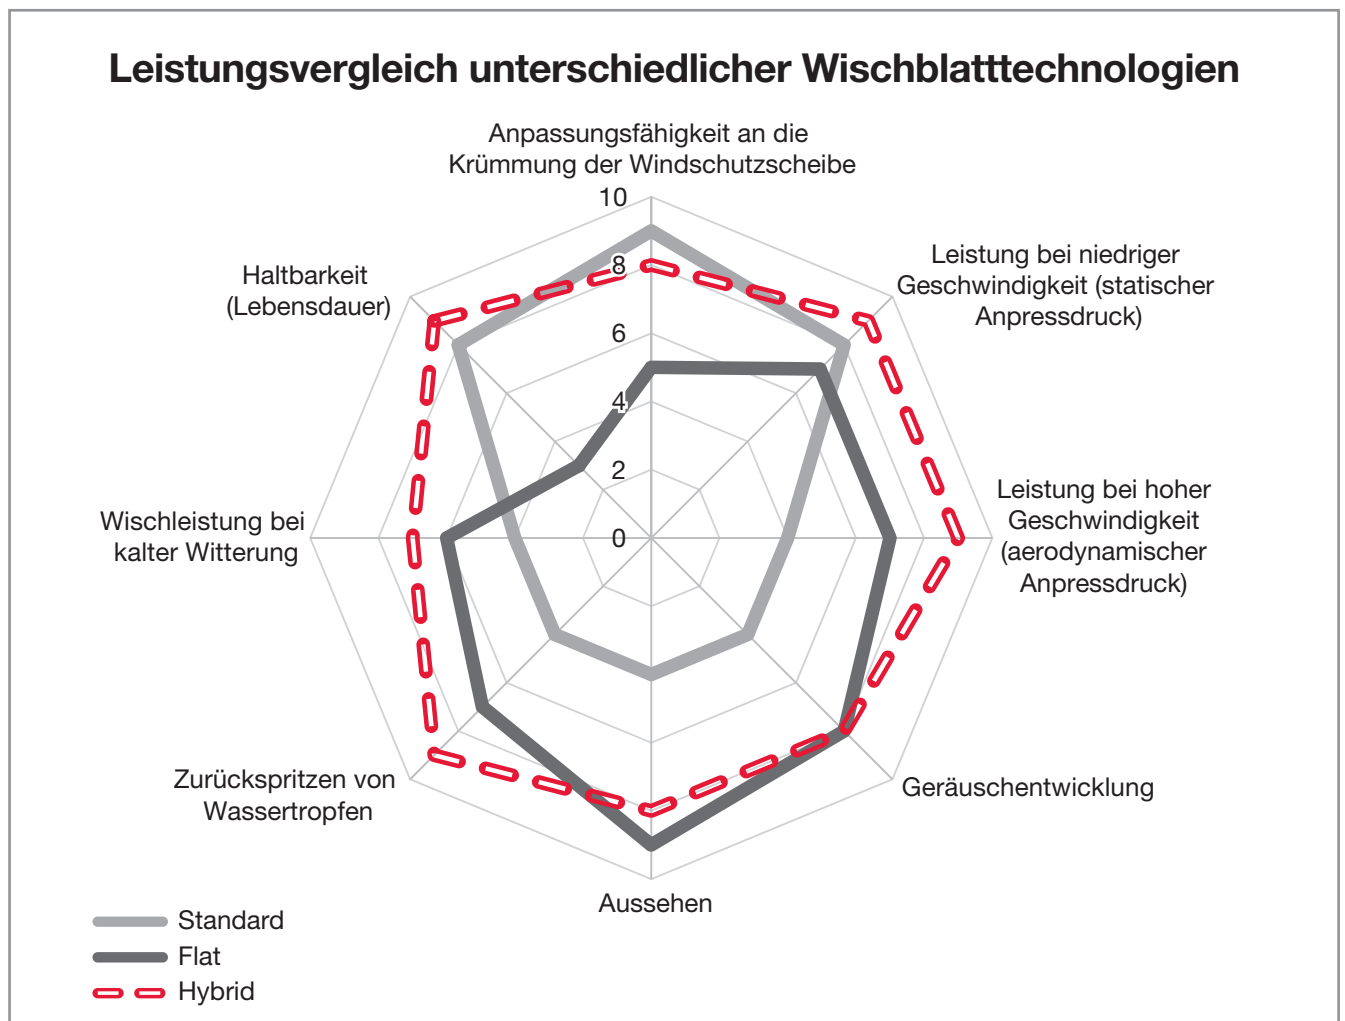 Leistungsvergleich unterschiedlicher Wischblatttechnologien
Anpassungsfähigkeit an die
Krümmung der Windschutzscheibe
10
8
6
4
2
0
Leistung bei niedriger
Geschwindigkeit (statischer
Anpressdruck)
Leistung bei hoher
Geschwindigkeit
(aerodynamischer
Anpressdruck)
Geräuschentwicklung
Aussehen
Zurückspritzen von
Wassertropfen
Wischleistung bei
kalter Witterung
Haltbarkeit
(Lebensdauer)
Standard
Flat
Hybrid